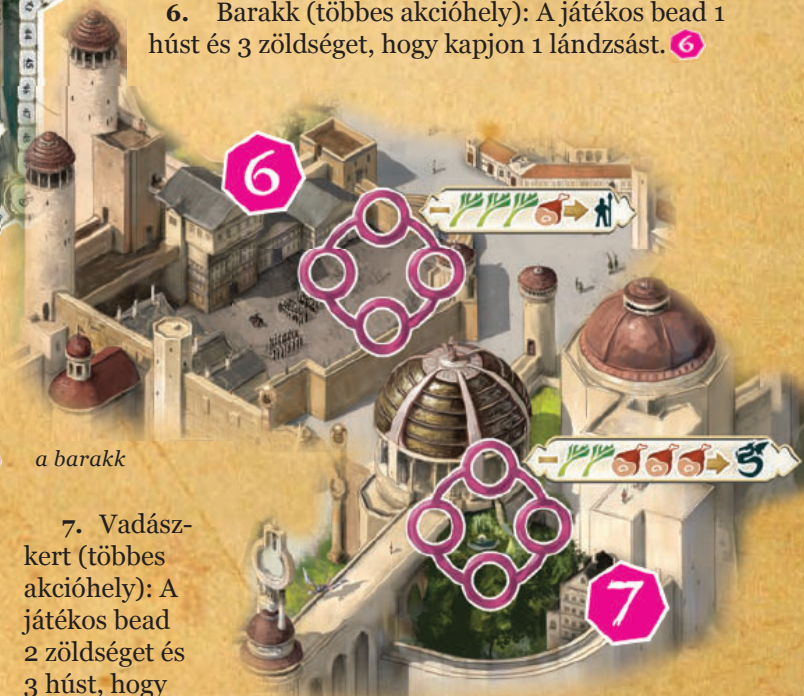 6. Barakk (többes akcióhely): A játékos bead 1
húst és 3 zöldséget, hogy kapjon 1 lándzsást. 6
6
a barakk
7. Vadász-
kert (többes
akcióhely): A
játékos bead
2 zöldséget és
3 húst, hogy
7